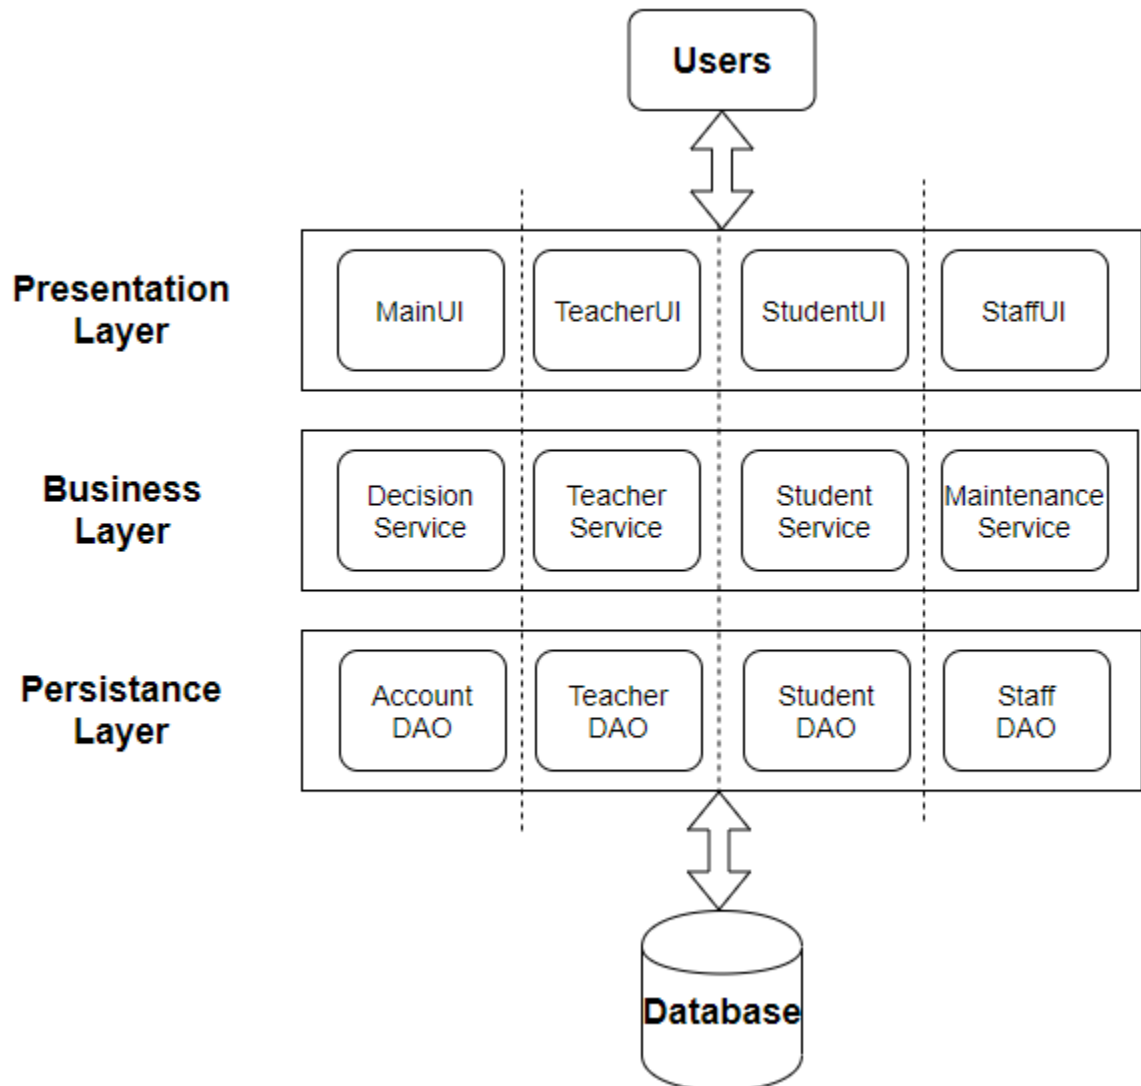 Users
Presentation
Layer
MainUI
TeacherUI
StudentUI
StaffUI
Business
Layer
Decision
Service
Teacher
Service
Student
Service
Maintenance
Service
Persistance
Layer
Account
DAO
Teacher
DAO
Student
DAO
Staff
DAO
Database